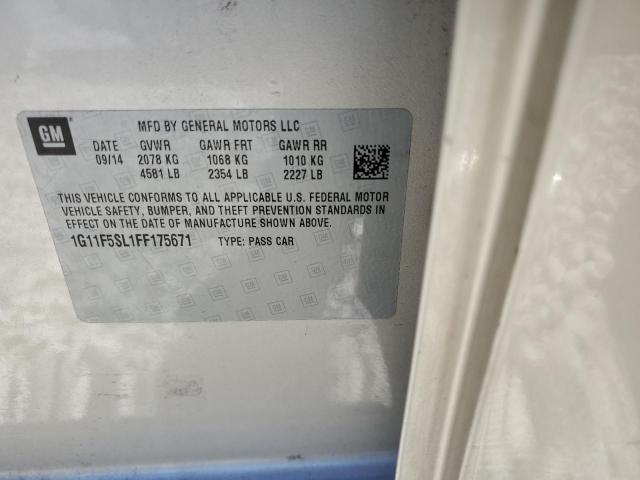 GM
MFD BY GENERAL MOTORS LLC
DATE GVWR GAWR FRT GAWR RR
09/14 2078 KG 1068 KG 1010 KG
4581 LB 2354 LB 2227 LB
THIS VEHICLE CONFORMS TO ALL APPLICABLE U.S. FEDERAL MOTOR
VEHICLE SAFETY, BUMPER, AND THEFT PREVENTION STANDARDS IN
EFFECT ON THE DATE OF MANUFACTURE SHOWN ABOVE.
1G11F5SL1FF175671 TYPE: PASS CAR